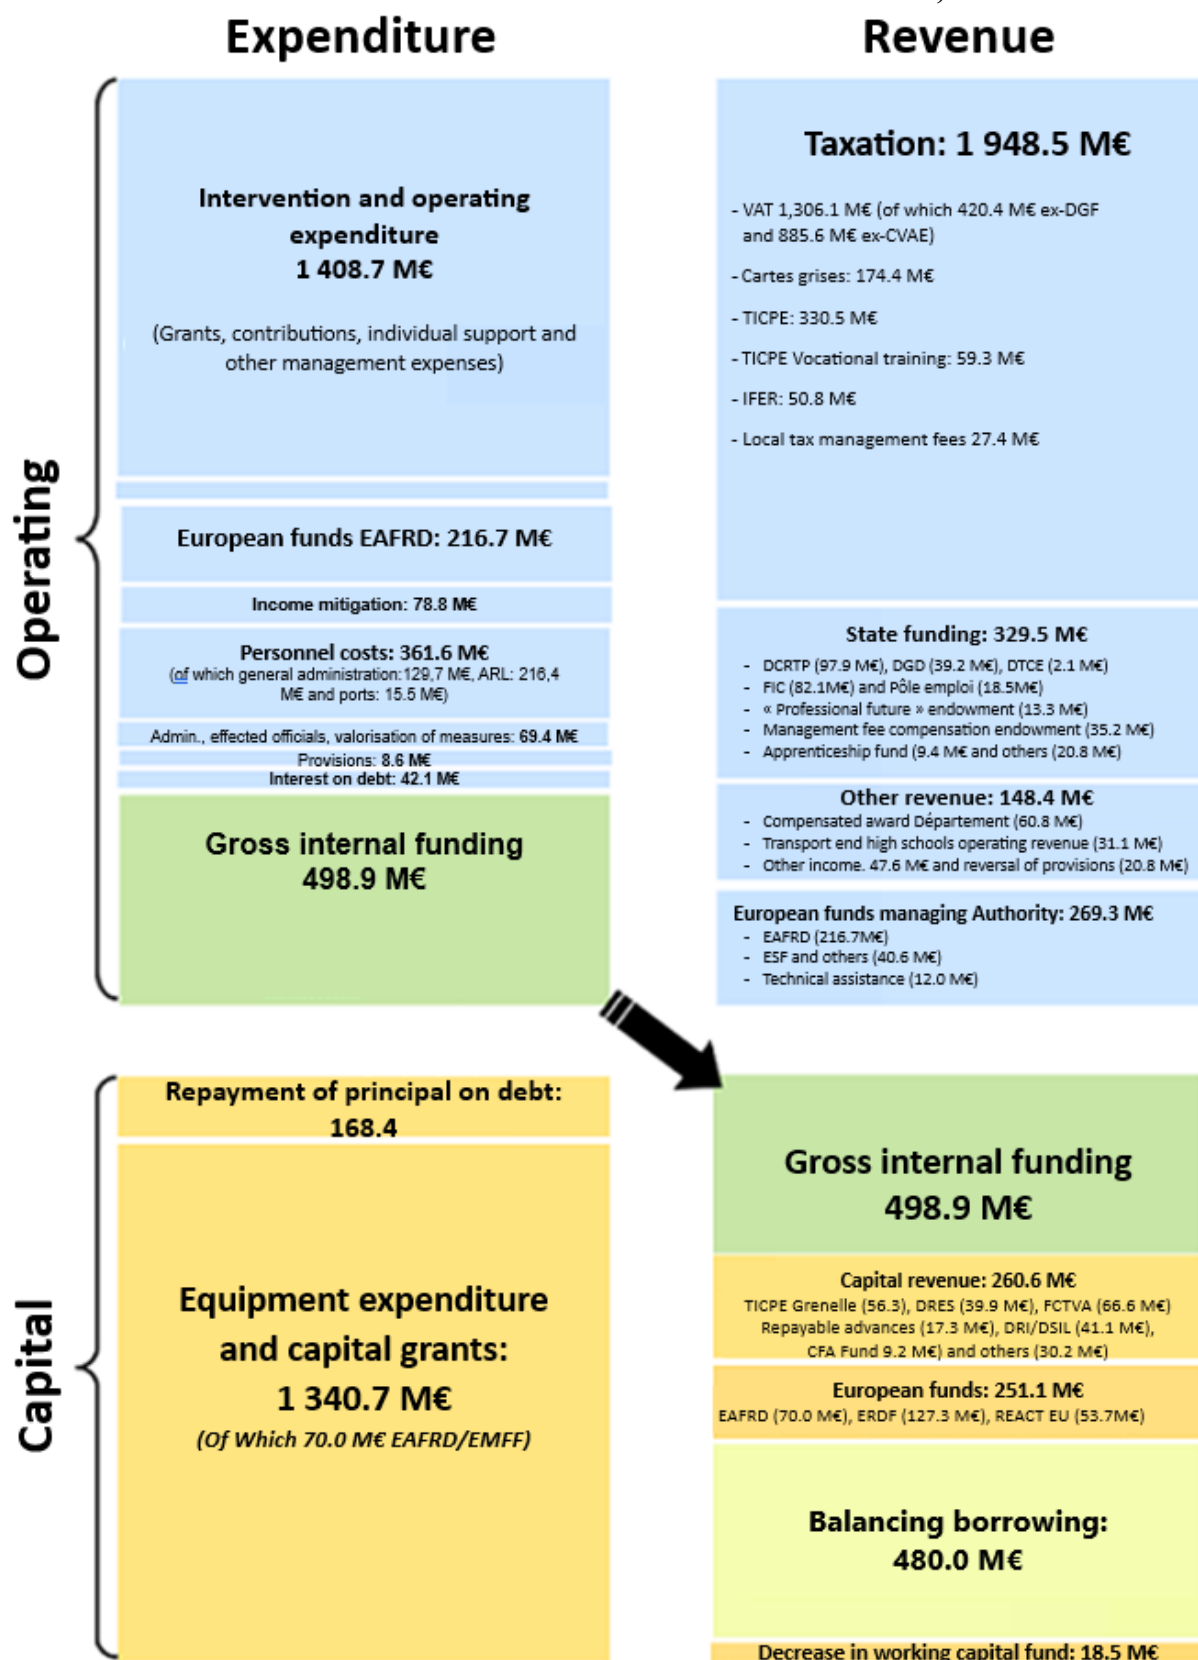 Expenditure
Revenue
Operating
Intervention and operating
expenditure
1 408.7 M€
(Grants, contributions, individual support and
other management expenses)
European funds EAFRD: 216.7 M€
Income mitigation: 78.8 M€
Personnel costs: 361.6 M€
(of which general administration:129,7 M€, ARL: 216,4
M€ and ports: 15.5 M€)
Admin., effected officials, valorisation of measures: 69.4 M€
Provisions: 8.6 M€
Interest on debt: 42.1 M€
Gross internal funding
498.9 M€
Taxation: 1 948.5 M€
- VAT 1,306.1 M€ (of which 420.4 M€ ex-DGF
and 885.6 M€ ex-CVAE)
- Cartes grises: 174.4 M€
- TICPE: 330.5 M€
- TICPE Vocational training: 59.3 M€
- IFER: 50.8 M€
- Local tax management fees 27.4 M€
State funding: 329.5 M€
- DCRTP (97.9 M€), DGD (39.2 M€), DTCE (2.1 M€)
- FIC (82.1M€) and Pôle emploi (18.5M€)
- « Professional future » endowment (13.3 M€)
- Management fee compensation endowment (35.2 M€)
- Apprenticeship fund (9.4 M€ and others (20.8 M€)
Other revenue: 148.4 M€
- Compensated award Département (60.8 M€)
- Transport end high schools operating revenue (31.1 M€)
- Other income. 47.6 M€ and reversal of provisions (20.8 M€)
European funds managing Authority: 269.3 M€
- EAFRD (216.7M€)
- ESF and others (40.6 M€)
- Technical assistance (12.0 M€)
Capital
Repayment of principal on debt:
168.4
Equipment expenditure
and capital grants:
1 340.7 M€
(Of Which 70.0 M€ EAFRD/EMFF)
Gross internal funding
498.9 M€
Capital revenue: 260.6 M€
TICPE Grenelle (56.3), DRES (39.9 M€), FCTVA (66.6 M€)
Repayable advances (17.3 M€), DRI/DSIL (41.1 M€),
CFA Fund 9.2 M€) and others (30.2 M€)
European funds: 251.1 M€
EAFRD (70.0 M€), ERDF (127.3 M€), REACT EU (53.7M€)
Balancing borrowing:
480.0 M€
Decrease in working capital fund: 18.5 M€